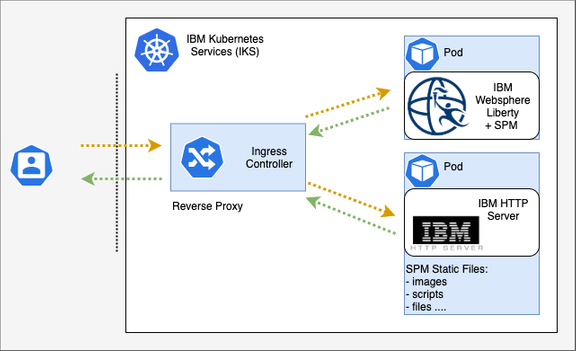 IBM Kubernetes
Services (IKS)
Pod
IBM
Websphere
Liberty
+ SPM
Ingress
Controller
Reverse Proxy
Pod
IBM HTTP
Server
IBM
HTTP SERVER
SPM Static Files:
- images
- scripts
- files ....